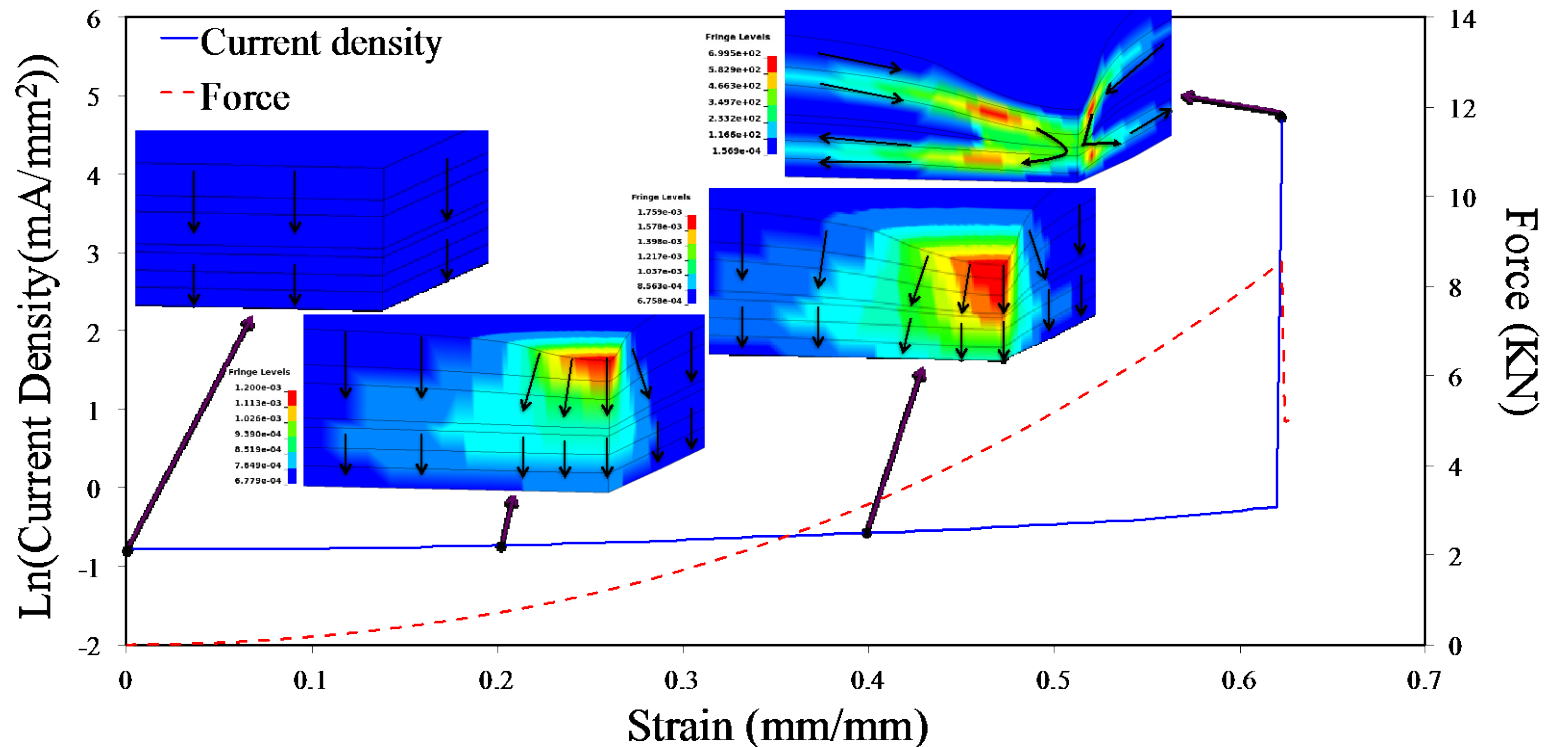 Current density
Force
Ln(Current Density(mA/mm²))
6
5
4
3
2
1
0
-1
-2
Fringe Levels
6.995e+02
5.829e+02
4.663e+02
3.497e+02
2.332e+02
1.166e+02
1.569e-04
Fringe Levels
1.759e-03
1.578e-03
1.398e-03
1.217e-03
1.037e-03
8.563e-04
6.758e-04
Fringe Levels
1.200e-03
1.113e-03
1.026e-03
9.390e-04
8.519e-04
7.649e-04
6.779e-04
14
12
10
8
6
4
2
0
Force (KN)
0
0.1
0.2
0.3
0.4
0.5
0.6
0.7
Strain (mm/mm)